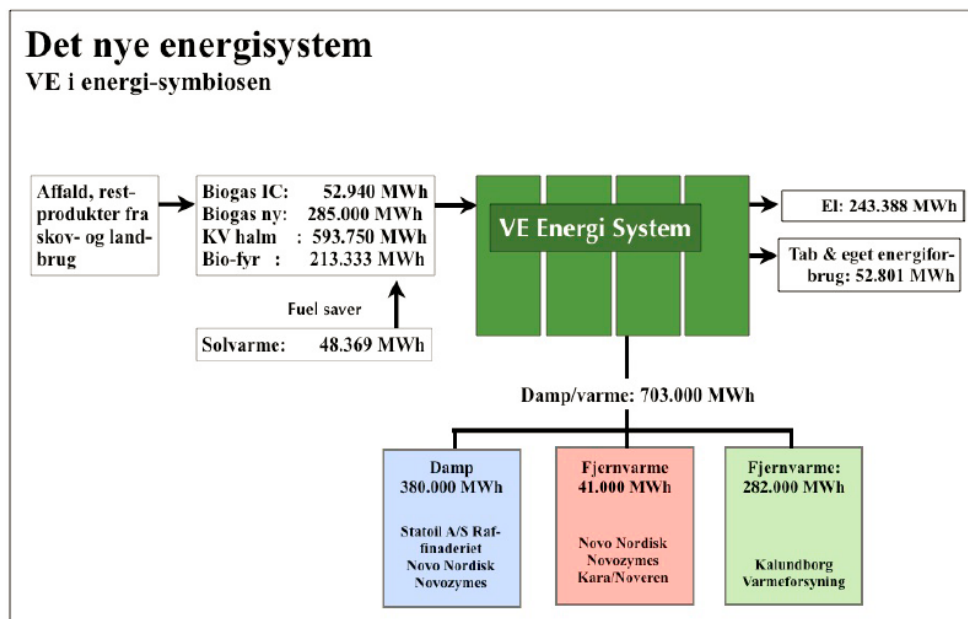 Det nye energisystem
VE i energi-symbiosen
Affald, rest-
produkter fra
skov- og land-
brug
Biogas IC: 52.940 MWh
Biogas ny: 285.000 MWh
KV halm : 593.750 MWh
Bio-fyr : 213.333 MWh
Fuel saver
Solvarme: 48.369 MWh
VE Energi System
El: 243.388 MWh
Tab & eget energifor-
brug: 52.801 MWh
Damp/varme: 703.000 MWh
Damp
380.000 MWh
Statoil A/S Raf-
finaderiet
Novo Nordisk
Novozymes
Fjernvarme
41.000 MWh
Novo Nordisk
Novozymes
Kara/Noveren
Fjernvarme:
282.000 MWh
Kalundborg
Varmeforsyning